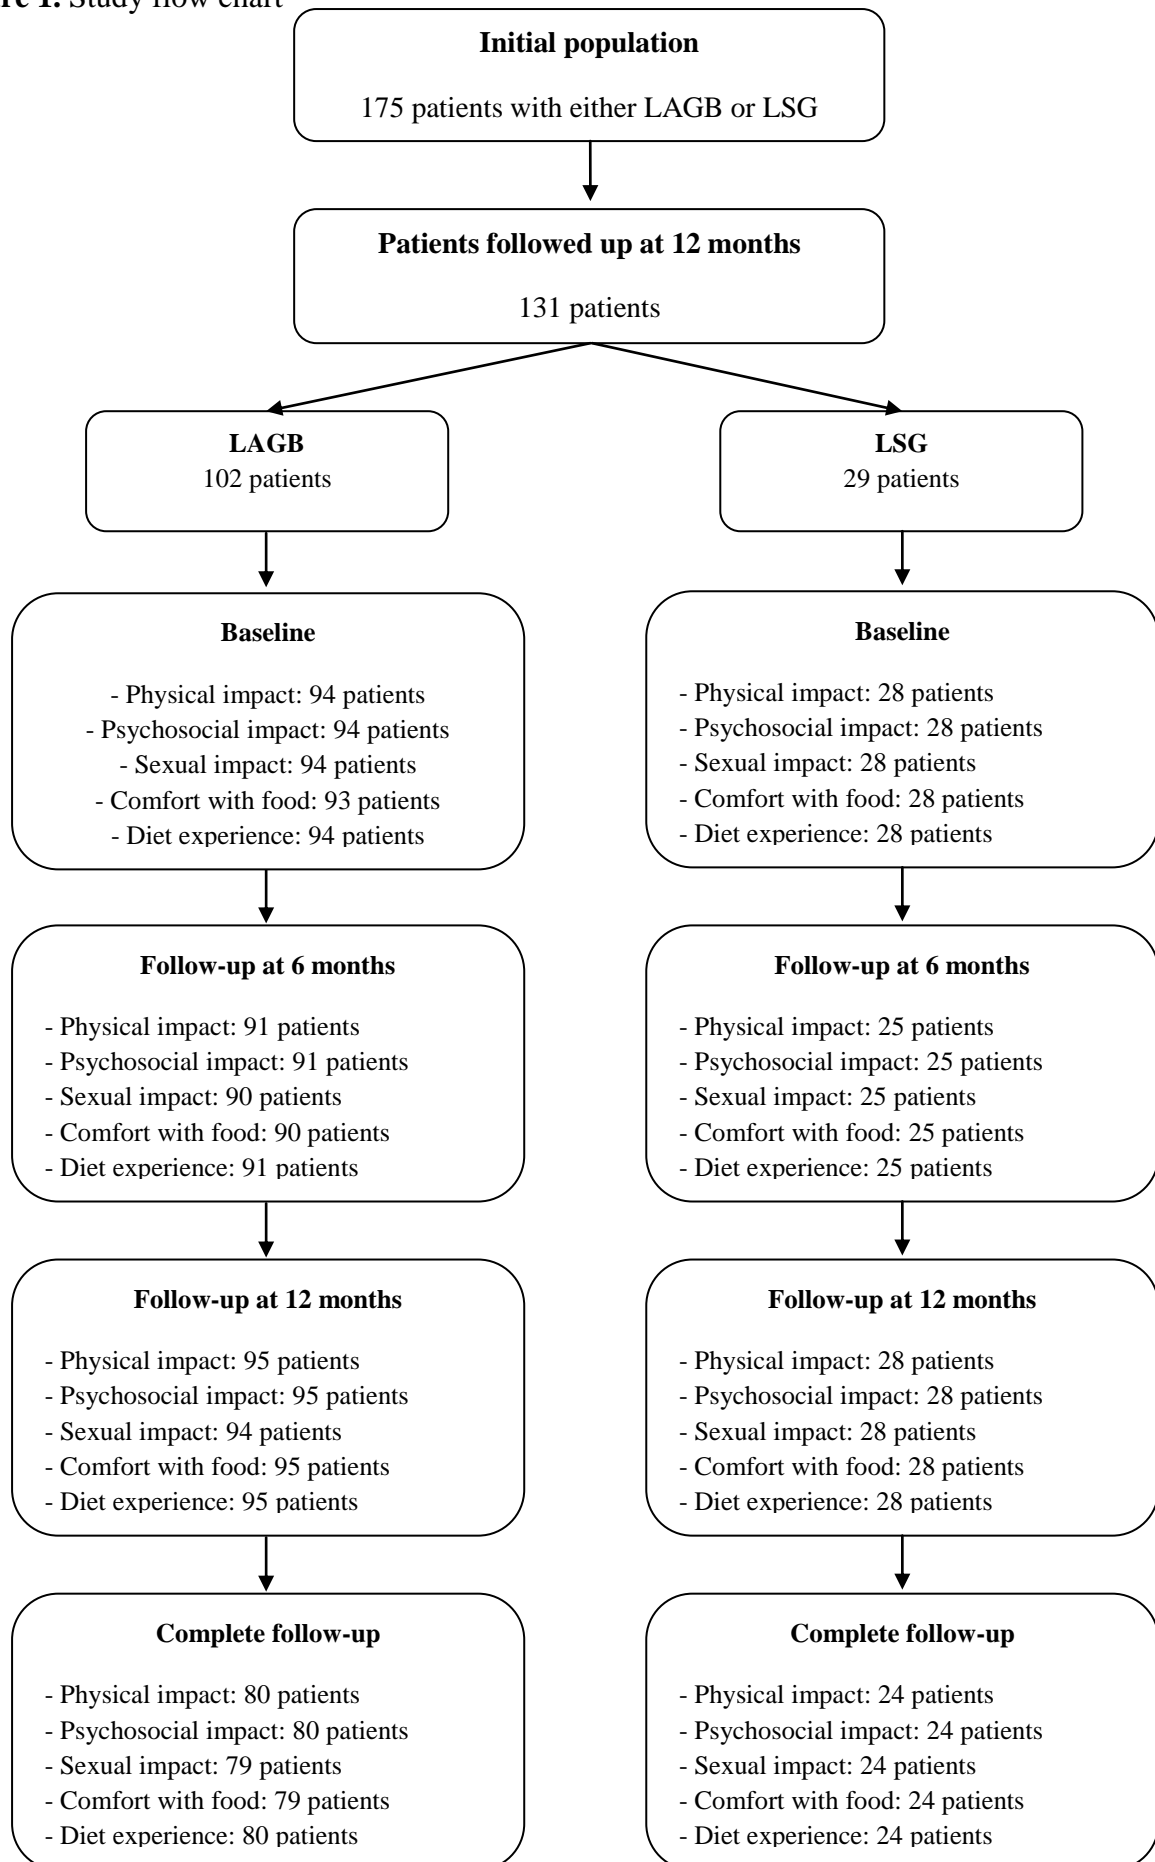 1. Study flow chart
Initial population
175 patients with either LAGB or LSG
Patients followed up at 12 months
131 patients
LAGB
102 patients
LSG
29 patients
Baseline
- Physical impact: 94 patients
- Psychosocial impact: 94 patients
- Sexual impact: 94 patients
- Comfort with food: 93 patients
- Diet experience: 94 patients
Baseline
- Physical impact: 28 patients
- Psychosocial impact: 28 patients
- Sexual impact: 28 patients
- Comfort with food: 28 patients
- Diet experience: 28 patients
Follow-up at 6 months
- Physical impact: 91 patients
- Psychosocial impact: 91 patients
- Sexual impact: 90 patients
- Comfort with food: 90 patients
- Diet experience: 91 patients
Follow-up at 6 months
- Physical impact: 25 patients
- Psychosocial impact: 25 patients
- Sexual impact: 25 patients
- Comfort with food: 25 patients
- Diet experience: 25 patients
Follow-up at 12 months
- Physical impact: 95 patients
- Psychosocial impact: 95 patients
- Sexual impact: 94 patients
- Comfort with food: 95 patients
- Diet experience: 95 patients
Follow-up at 12 months
- Physical impact: 28 patients
- Psychosocial impact: 28 patients
- Sexual impact: 28 patients
- Comfort with food: 28 patients
- Diet experience: 28 patients
Complete follow-up
- Physical impact: 80 patients
- Psychosocial impact: 80 patients
- Sexual impact: 79 patients
- Comfort with food: 79 patients
- Diet experience: 80 patients
Complete follow-up
- Physical impact: 24 patients
- Psychosocial impact: 24 patients
- Sexual impact: 24 patients
- Comfort with food: 24 patients
- Diet experience: 24 patients